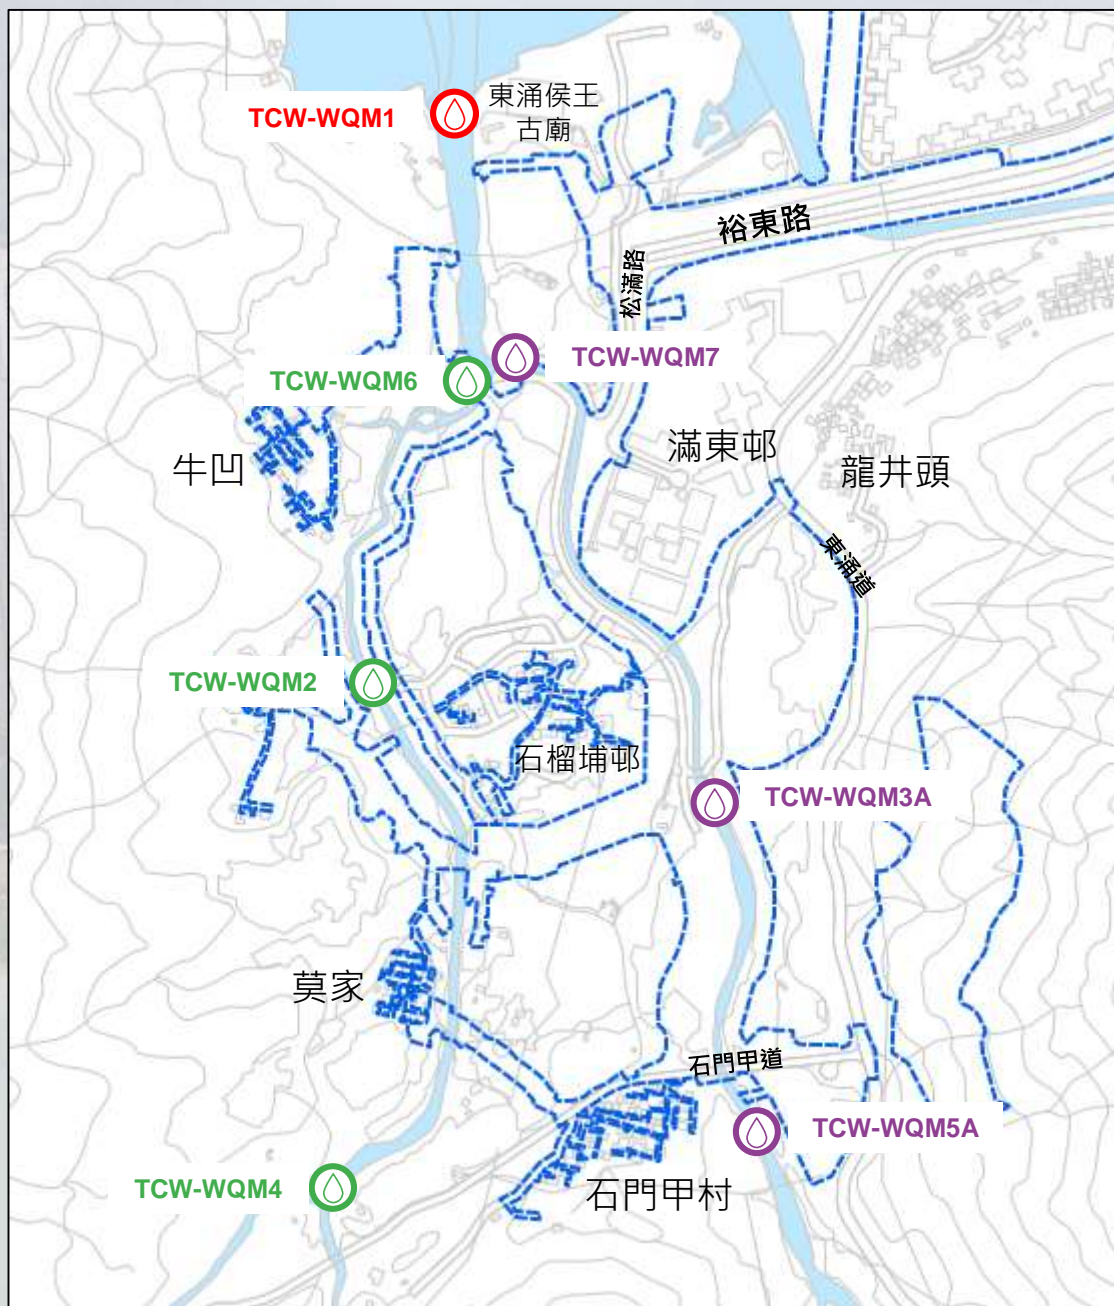 東涌侯王
古廟
TCW-WQM1
裕東路
松滿路
TCW-WQM7
TCW-WQM6
滿東邨
牛凹
龍井頭
東涌道
TCW-WQM2
石榴埔邨
TCW-WQM3A
莫家
石門甲道
TCW-WQM5A
TCW-WQM4
石門甲村